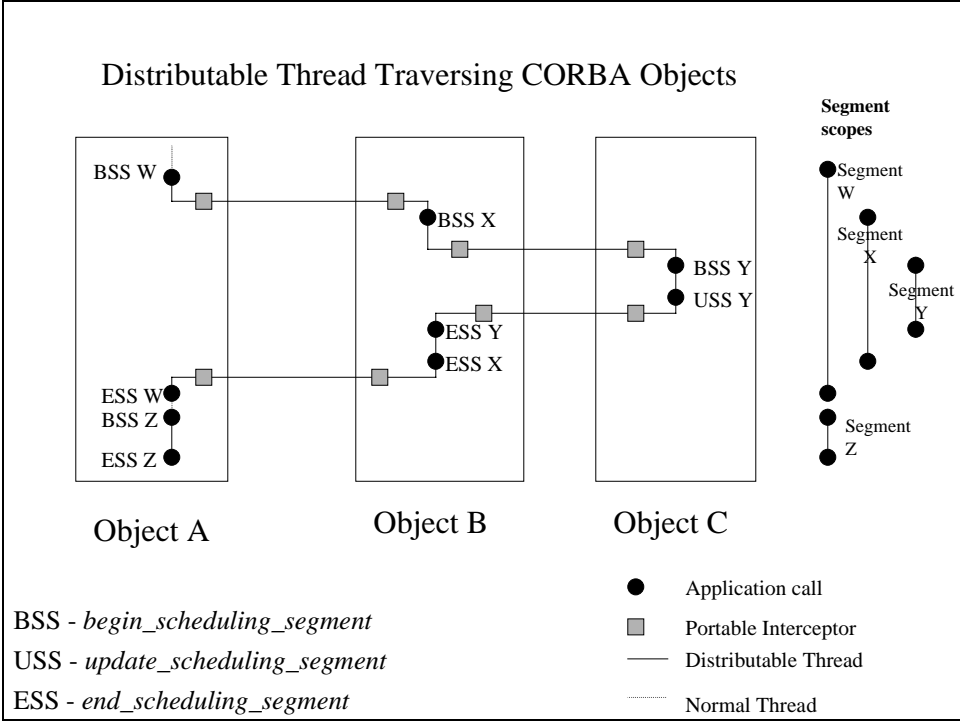 Distributable Thread Traversing CORBA Objects
Segment
scopes
BSS W
BSS X
BSS Y
USS Y
ESS Y
ESS X
ESS W
BSS Z
ESS Z
Segment
W
Segment
X
Segment
Y
Segment
Z
Object A
Object B
Object C
BSS - begin_scheduling_segment
USS - update_scheduling_segment
ESS - end_scheduling_segment
Application call
Portable Interceptor
Distributable Thread
Normal Thread